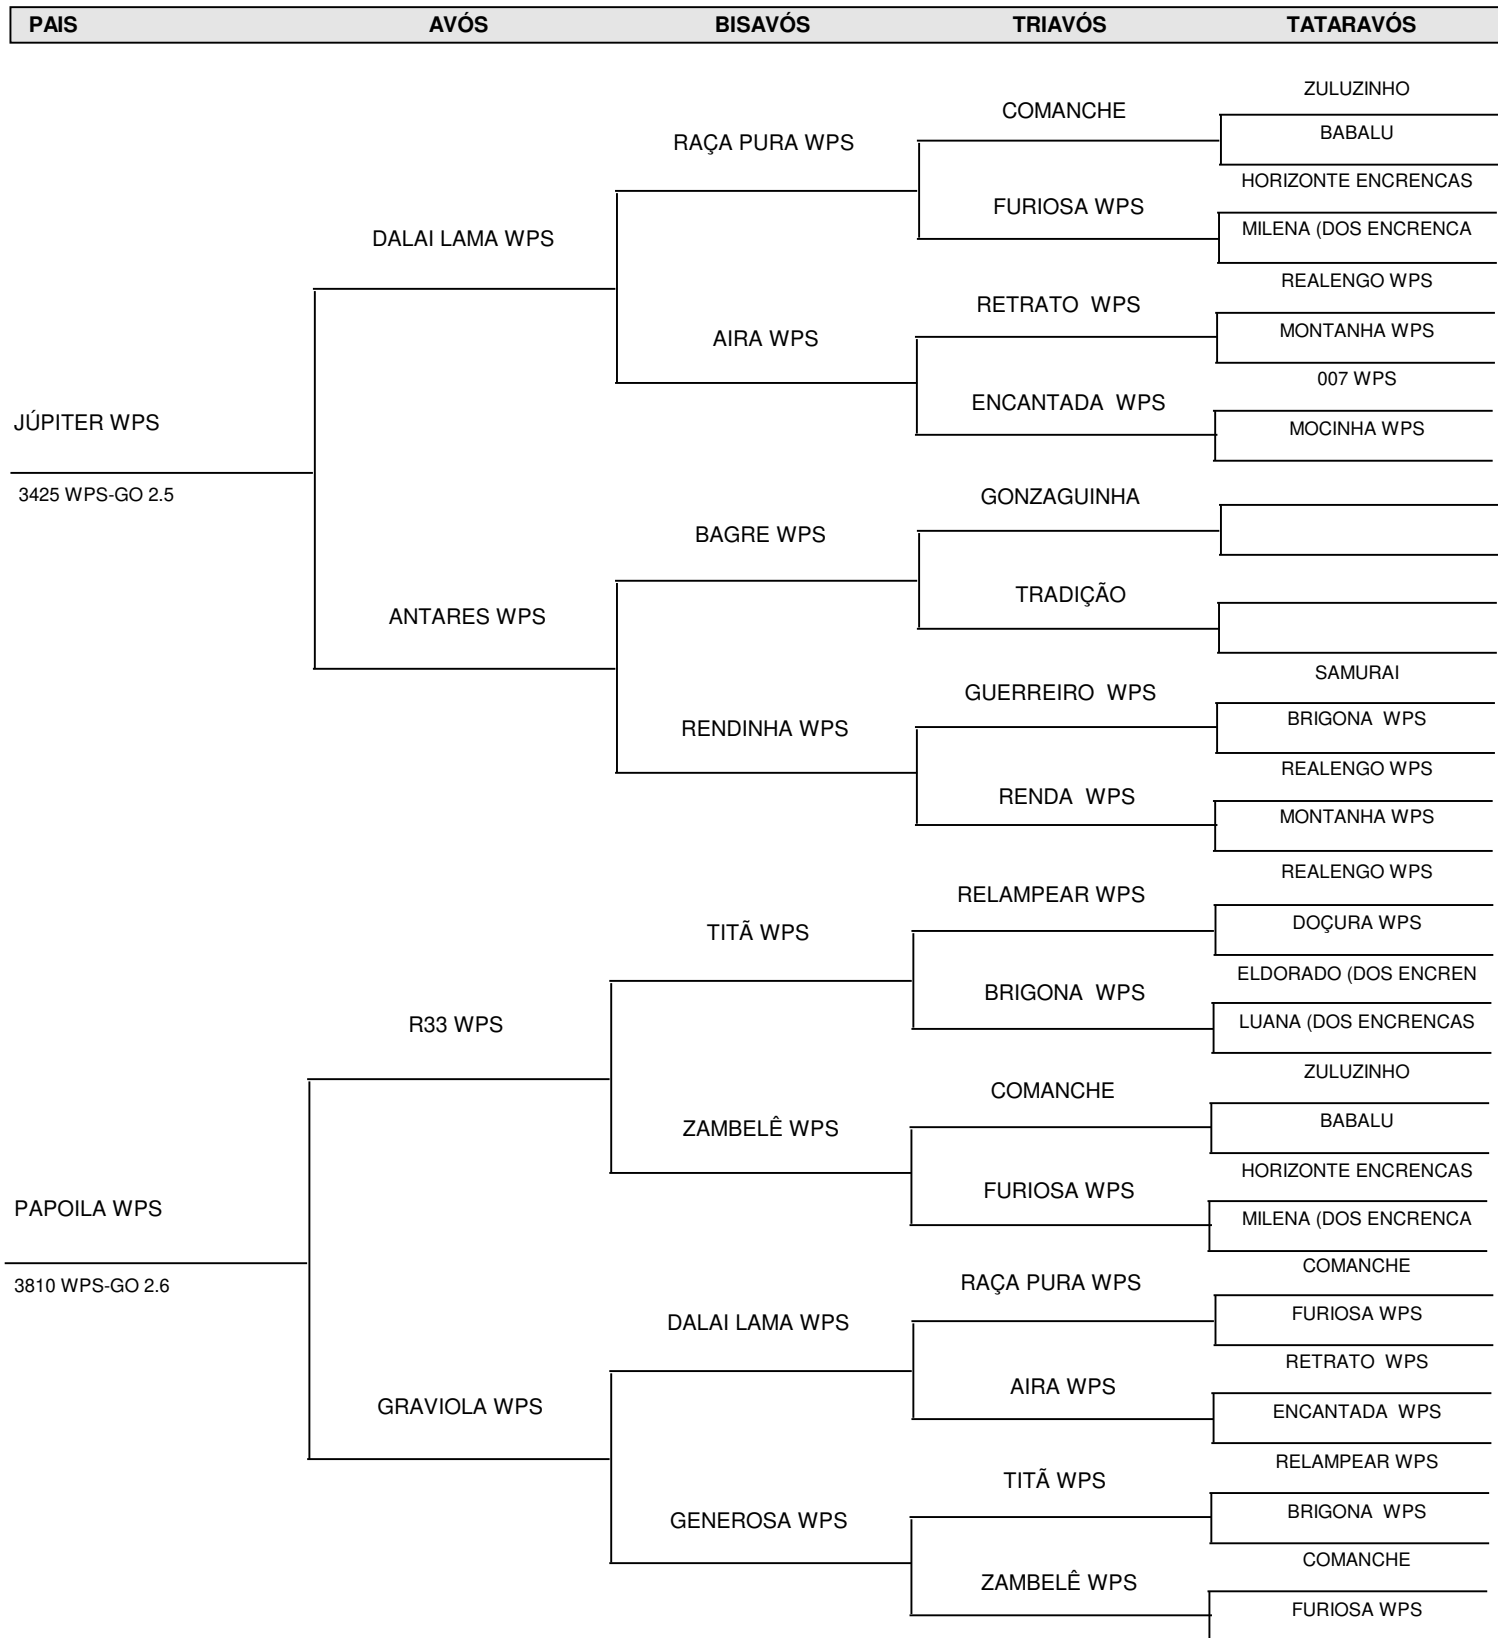 PAIS AVÓS BISAVÓS TRIAVÓS TATARAVÓS
ZULUZINHO
COMANCHE
BABALU
RAÇA PURA WPS
HORIZONTE ENCRENCAS
FURIOSA WPS
MILENA (DOS ENCRENCA
DALAI LAMA WPS
REALENGO WPS
RETRATO WPS
MONTANHA WPS
AIRA WPS
007 WPS
ENCANTADA WPS
MOCINHA WPS
JÚPITER WPS
3425 WPS-GO 2.5
GONZAGUINHA
BAGRE WPS
TRADIÇÃO
ANTARES WPS
SAMURAI
GUERREIRO WPS
BRIGONA WPS
RENDINHA WPS
REALENGO WPS
RENDA WPS
MONTANHA WPS
REALENGO WPS
RELAMPEAR WPS
DOÇURA WPS
TITÃ WPS
ELDORADO (DOS ENCREN
BRIGONA WPS
LUANA (DOS ENCRENCAS
R33 WPS
ZULUZINHO
COMANCHE
BABALU
ZAMBELÊ WPS
HORIZONTE ENCRENCAS
FURIOSA WPS
MILENA (DOS ENCRENCA
PAPOILA WPS
3810 WPS-GO 2.6
COMANCHE
RAÇA PURA WPS
FURIOSA WPS
DALAI LAMA WPS
RETRATO WPS
AIRA WPS
ENCANTADA WPS
GRAVIOLA WPS
RELAMPEAR WPS
TITÃ WPS
BRIGONA WPS
GENEROSA WPS
COMANCHE
ZAMBELÊ WPS
FURIOSA WPS